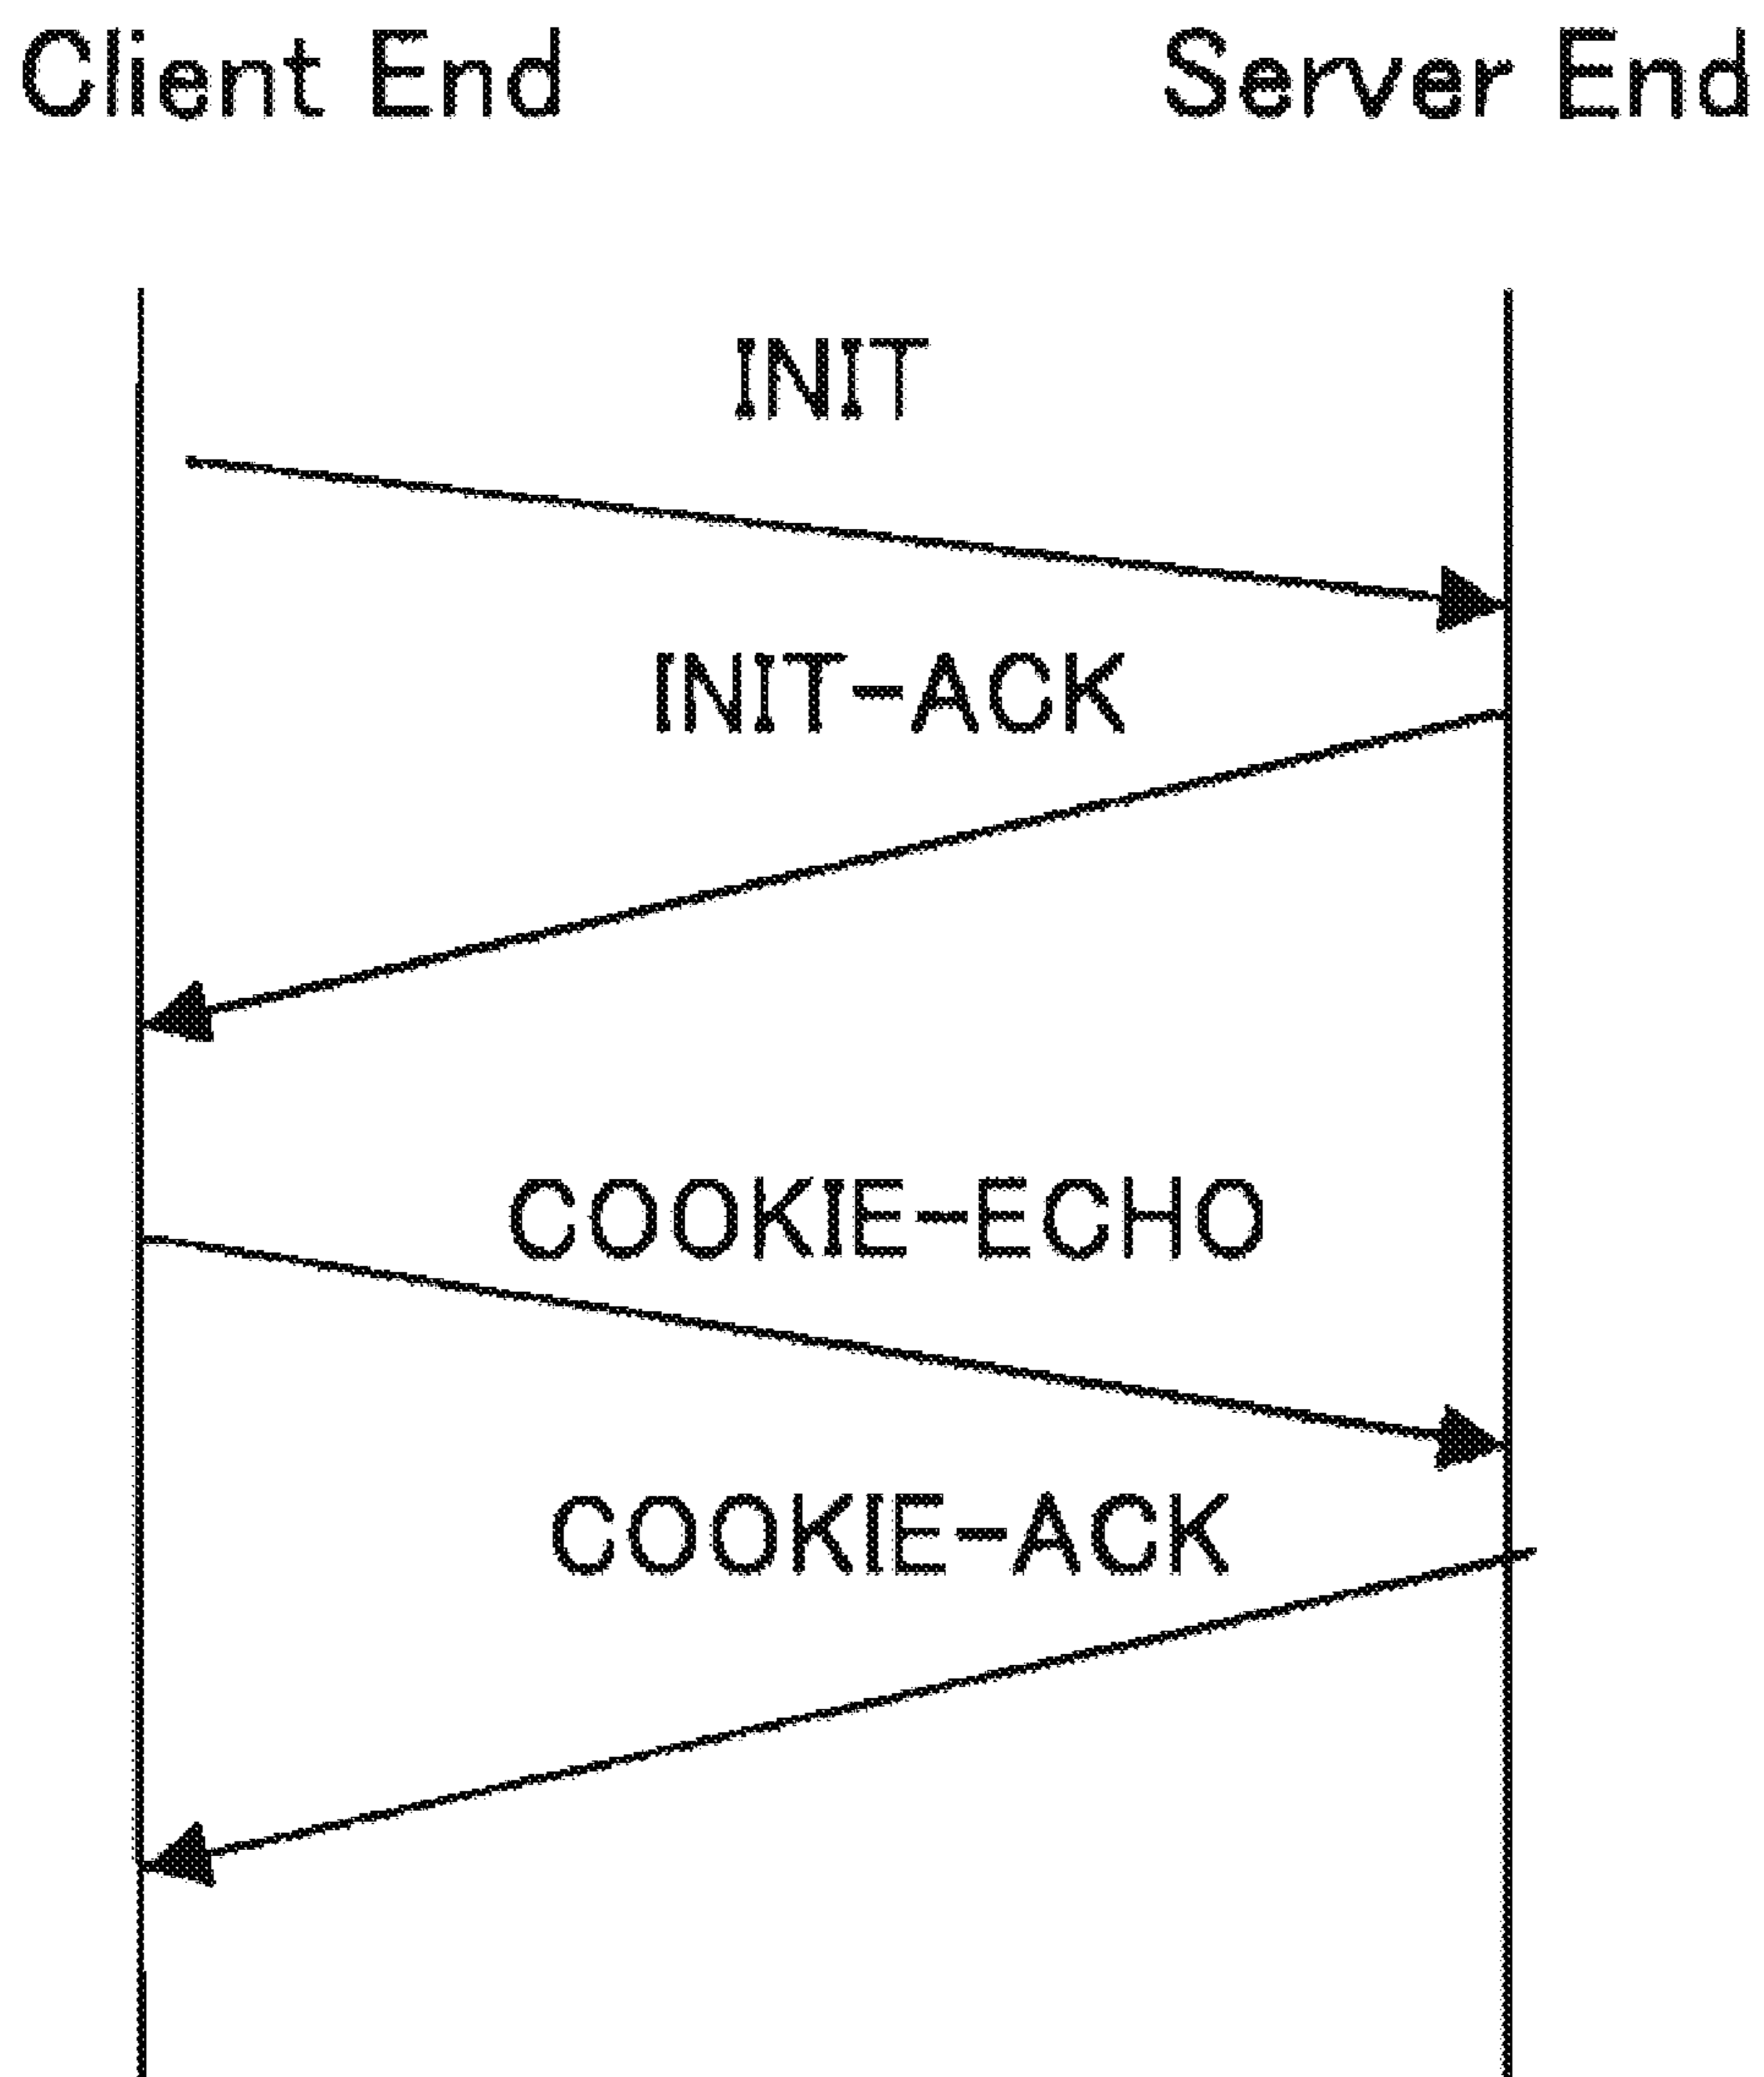 Client End
Server End
INIT
INIT-ACK
COOKIE-ECHO
COOKIE-ACK